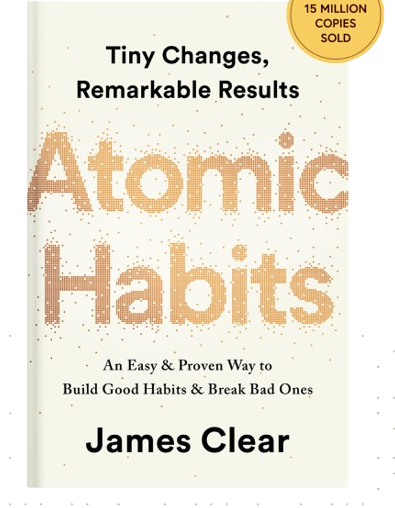 15 MILLION
COPIES
SOLD
Tiny Changes,
Remarkable Results
Atomic
Habits
An Easy & Proven Way to
Build Good Habits & Break Bad Ones
James Clear